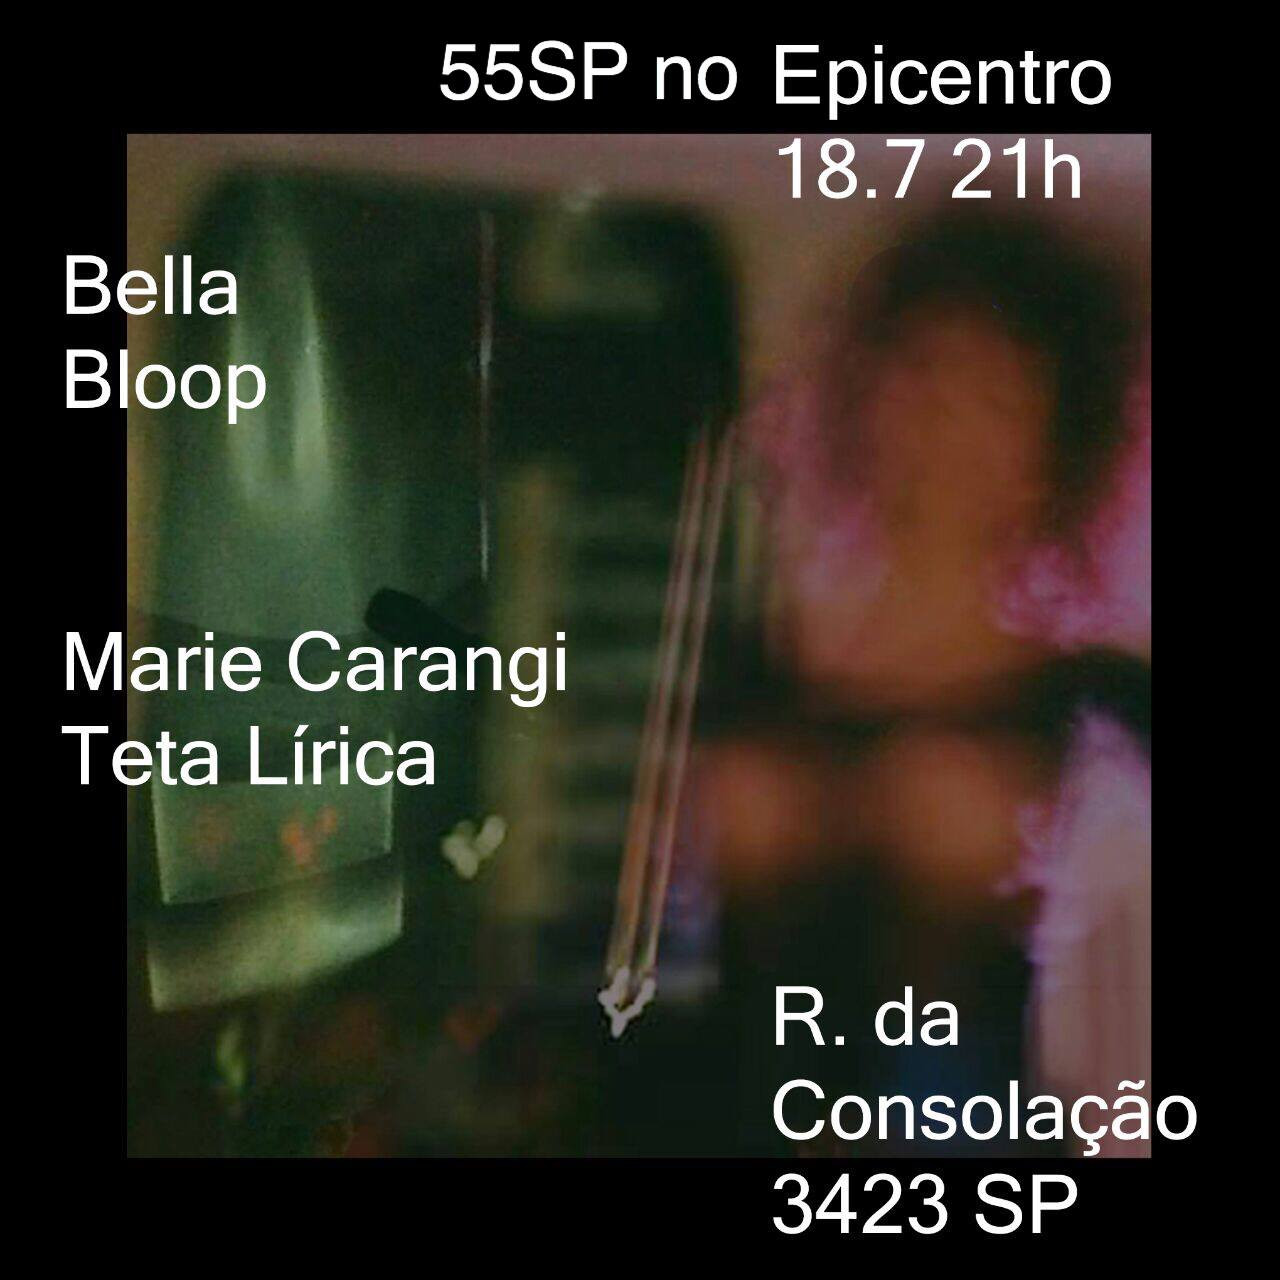 55SP no Epicentro
18.7 21h
Bella
Bloop
Marie Carangi
Teta Lírica
R. da
Consolação
3423 SP